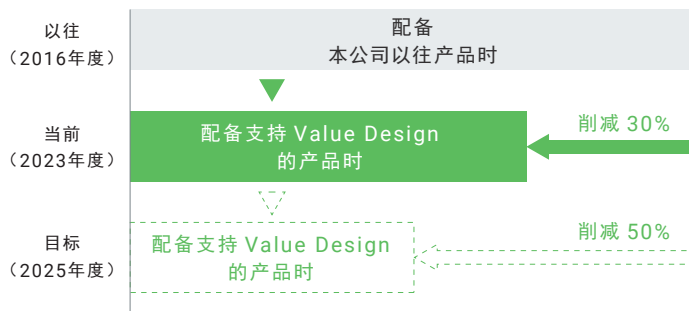 以往
（2016年度）
配备
本公司以往产品时
当前
（2023年度）
配备支持 Value Design
的产品时
削减 30%
目标
（2025年度）
配备支持 Value Design
的产品时
削减 50%